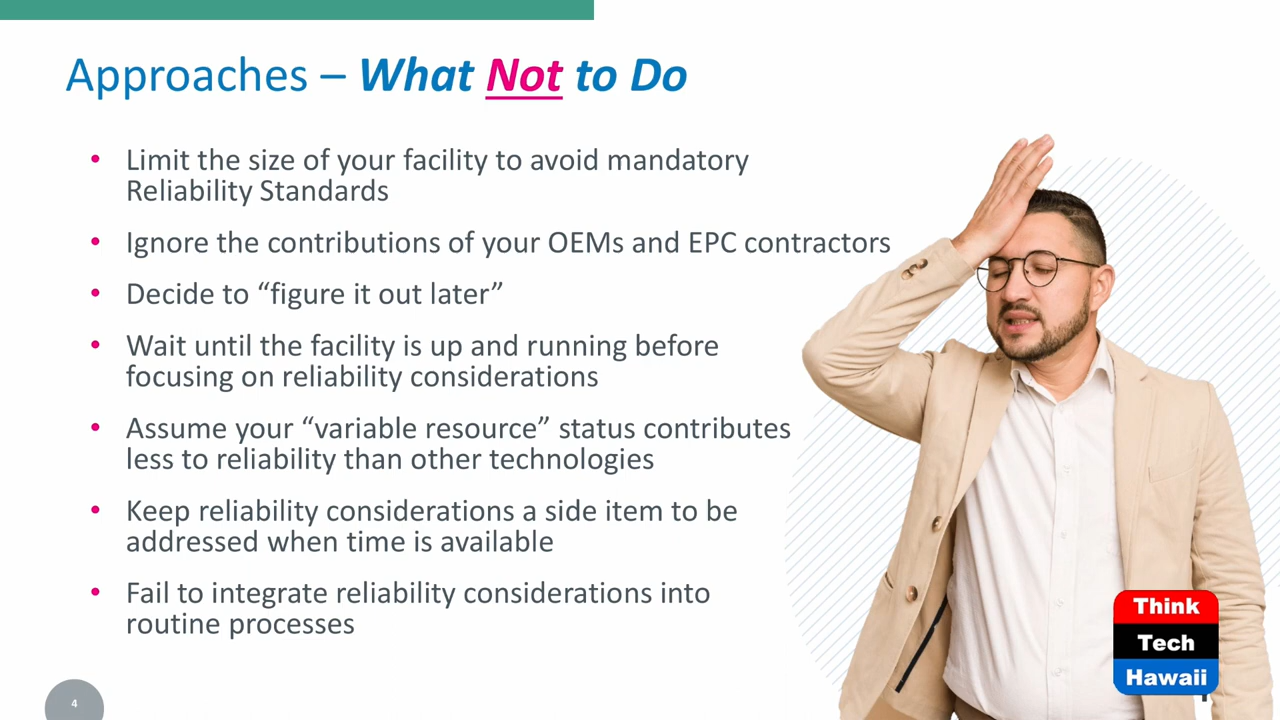 Approaches – What Not to Do
• Limit the size of your facility to avoid mandatory
Reliability Standards
• Ignore the contributions of your OEMs and EPC contractors
• Decide to “figure it out later”
• Wait until the facility is up and running before
focusing on reliability considerations
• Assume your “variable resource” status contributes
less to reliability than other technologies
• Keep reliability considerations a side item to be
addressed when time is available
• Fail to integrate reliability considerations into
routine processes
Think
Tech
Hawaii
4